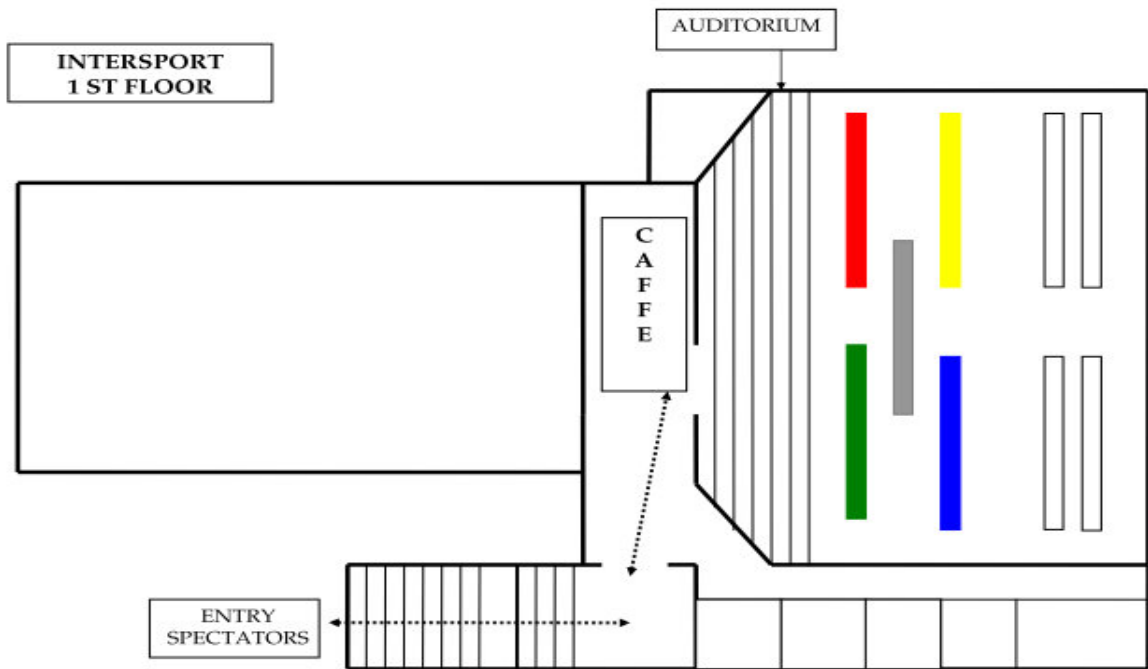 AUDITORIUM
INTERSPORT
1 ST FLOOR
C
A
F
F
E
ENTRY
SPECTATORS